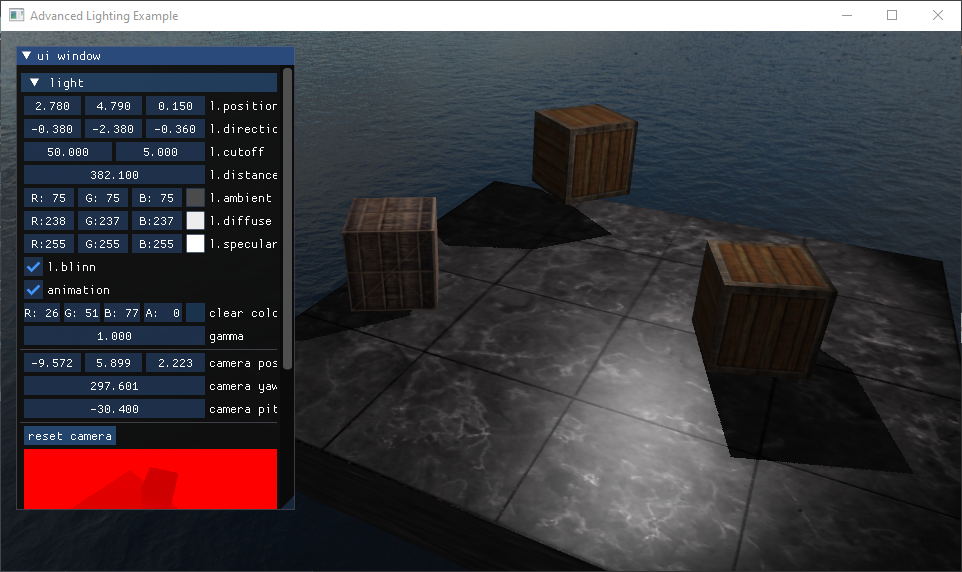 Advanced Lighting Example
ui window
light
2.780 4.790 0.150 l.position
-0.380 -2.380 -0.360 l.directio
50.000 5.000 l.cutoff
382.100 l.distance
R: 75 G: 75 B: 75 l.ambient
R:238 G:237 B:237 l.diffuse
R:255 G:255 B:255 l.specular
l.blinn
animation
R: 26 G: 51 B: 77 A: 0 clear colo
1.000 gamma
-9.572 5.899 2.223 camera pos
297.601 camera yaw
-30.400 camera pit
reset camera